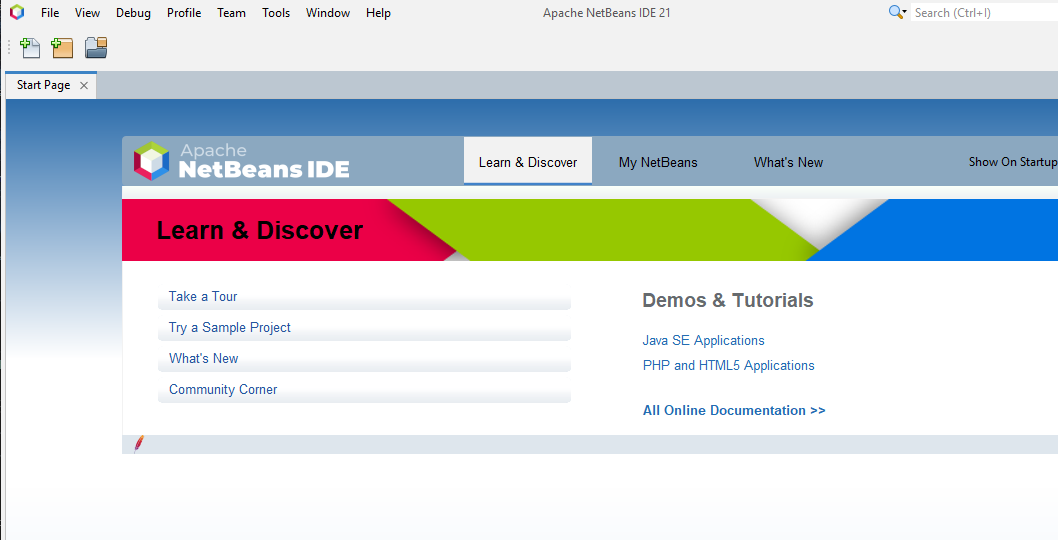 File View Debug Profile Team Tools Window Help Apache NetBeans IDE 21 Search (Ctrl+I)
Start Page
Apache
NetBeans IDE
Learn & Discover My NetBeans What's New Show On Startup
Learn & Discover
Take a Tour
Try a Sample Project
What's New
Community Corner
Demos & Tutorials
Java SE Applications
PHP and HTML5 Applications
All Online Documentation >>